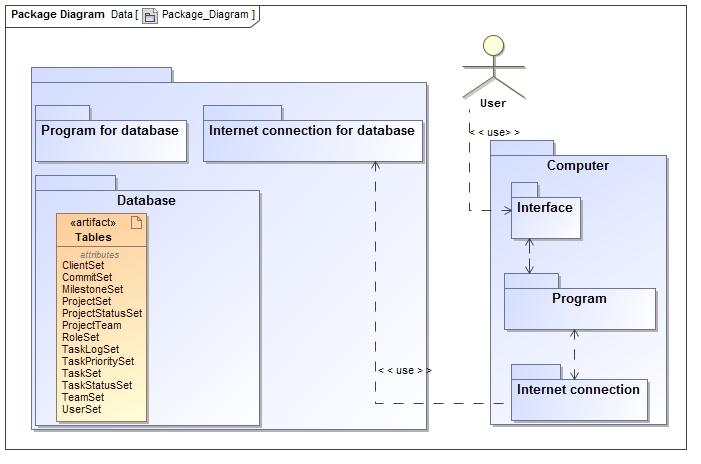 Package Diagram Data [ Package_Diagram ]
User
<< use> >
Program for database
Internet connection for database
Computer
Interface
Database
«artifact»
Tables
attributes
ClientSet
CommitSet
MilestoneSet
ProjectSet
ProjectStatusSet
ProjectTeam
RoleSet
TaskLogSet
TaskPrioritySet
TaskSet
TaskStatusSet
TeamSet
UserSet
Program
< < use > >
Internet connection